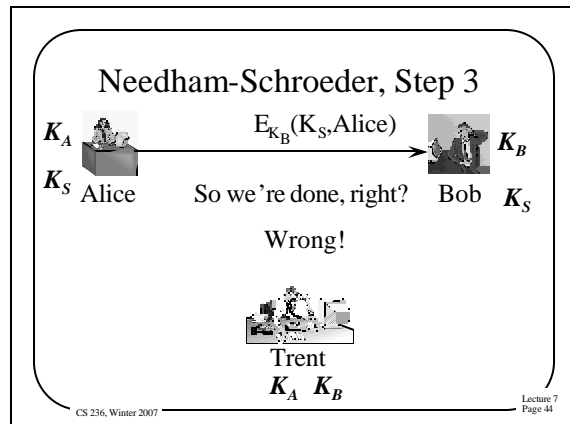 Needham-Schroeder, Step 3
K_A
E_{K_B}(K_S,Alice)
K_B
K_S
Alice
So we’re done, right?
Bob
K_S
Wrong!
Trent
K_A K_B
CS 236, Winter 2007
Lecture 7
Page 44